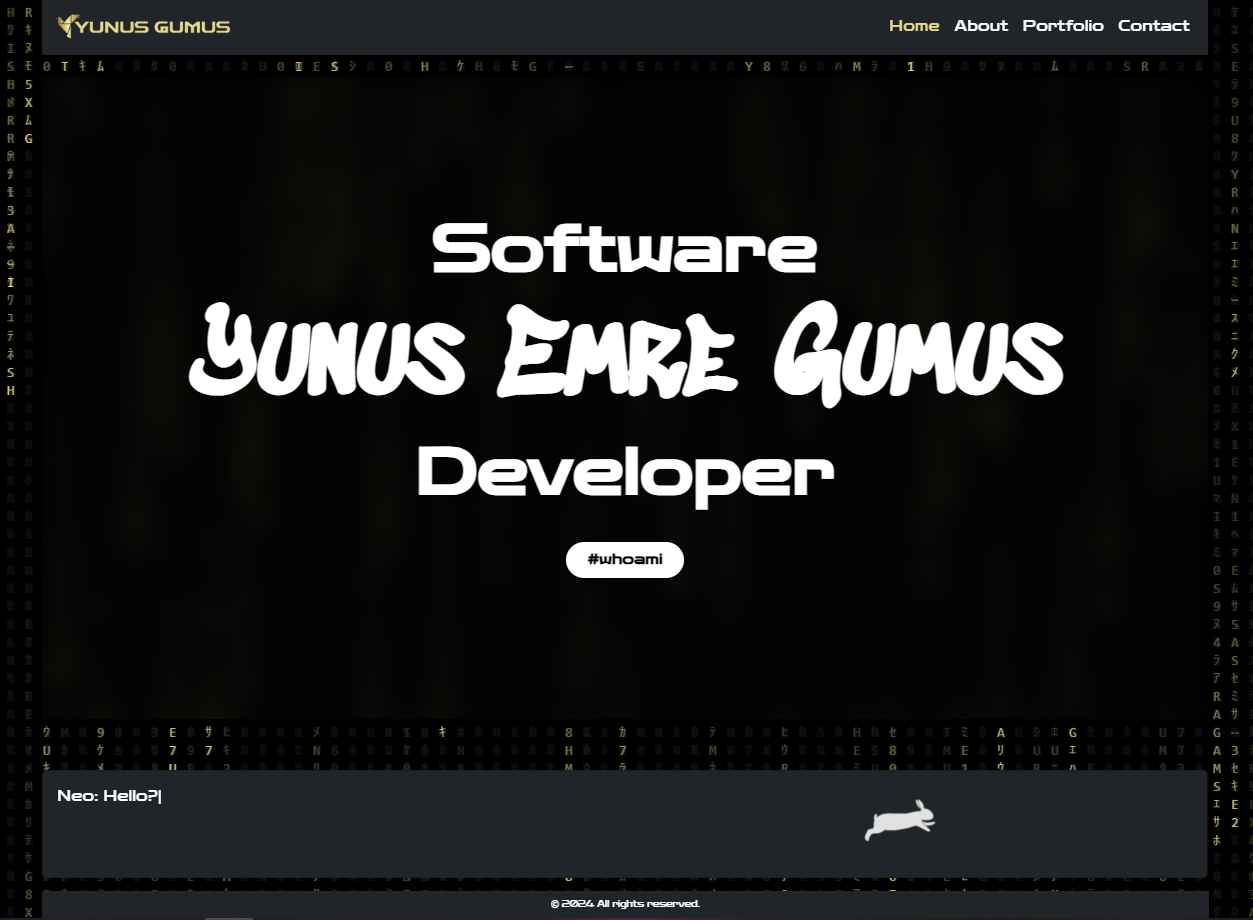 YUNUS GUMUS
Home About Portfolio Contact
Software
YUNUS EMRE GUMUS
Developer
#whoami
Neo: Hello?|
© 2024 All rights reserved.